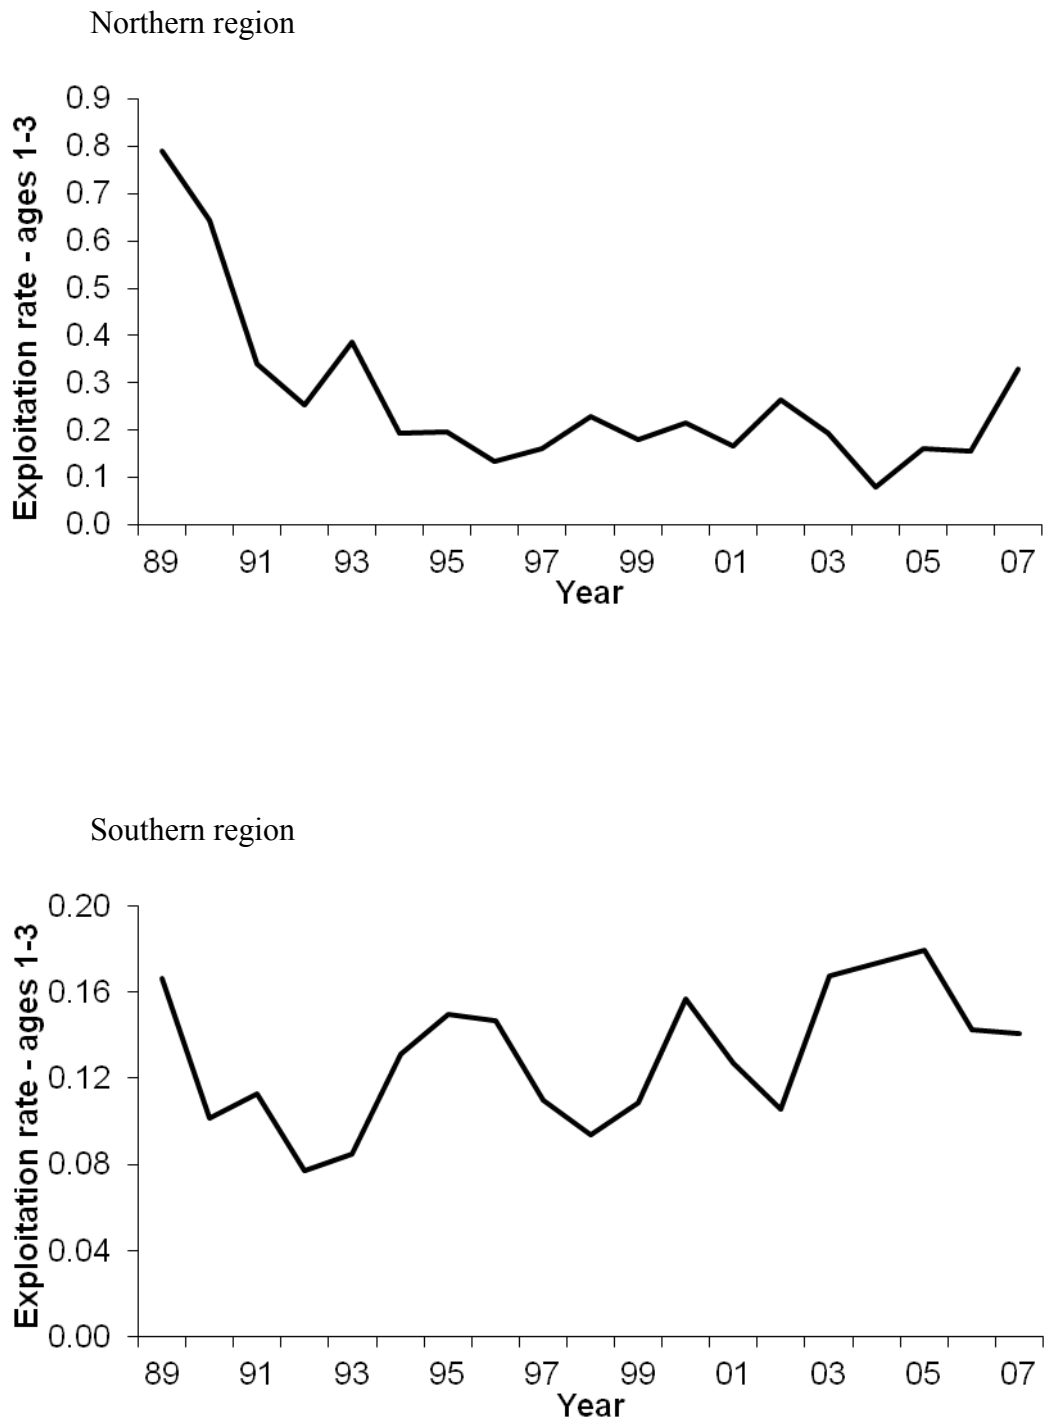 Northern region
Exploitation rate - ages 1-3
0.9
0.8
0.7
0.6
0.5
0.4
0.3
0.2
0.1
0.0
89 91 93 95 97 99 01 03 05 07
Year
Southern region
Exploitation rate - ages 1-3
0.20
0.16
0.12
0.08
0.04
0.00
89 91 93 95 97 99 01 03 05 07
Year